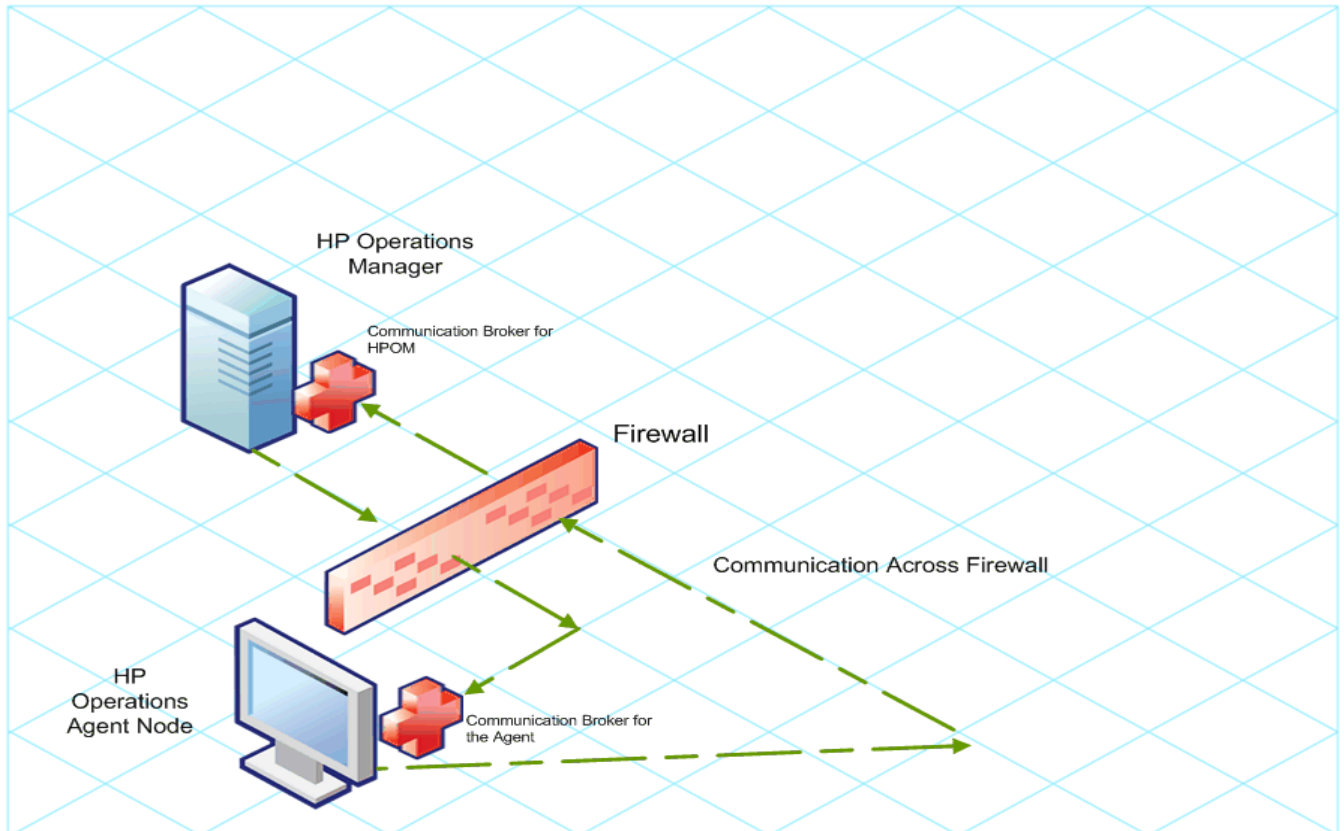 HP Operations
Manager
Communication Broker for
HPOM
Firewall
Communication Across Firewall
HP
Operations
Agent Node
Communication Broker for
the Agent